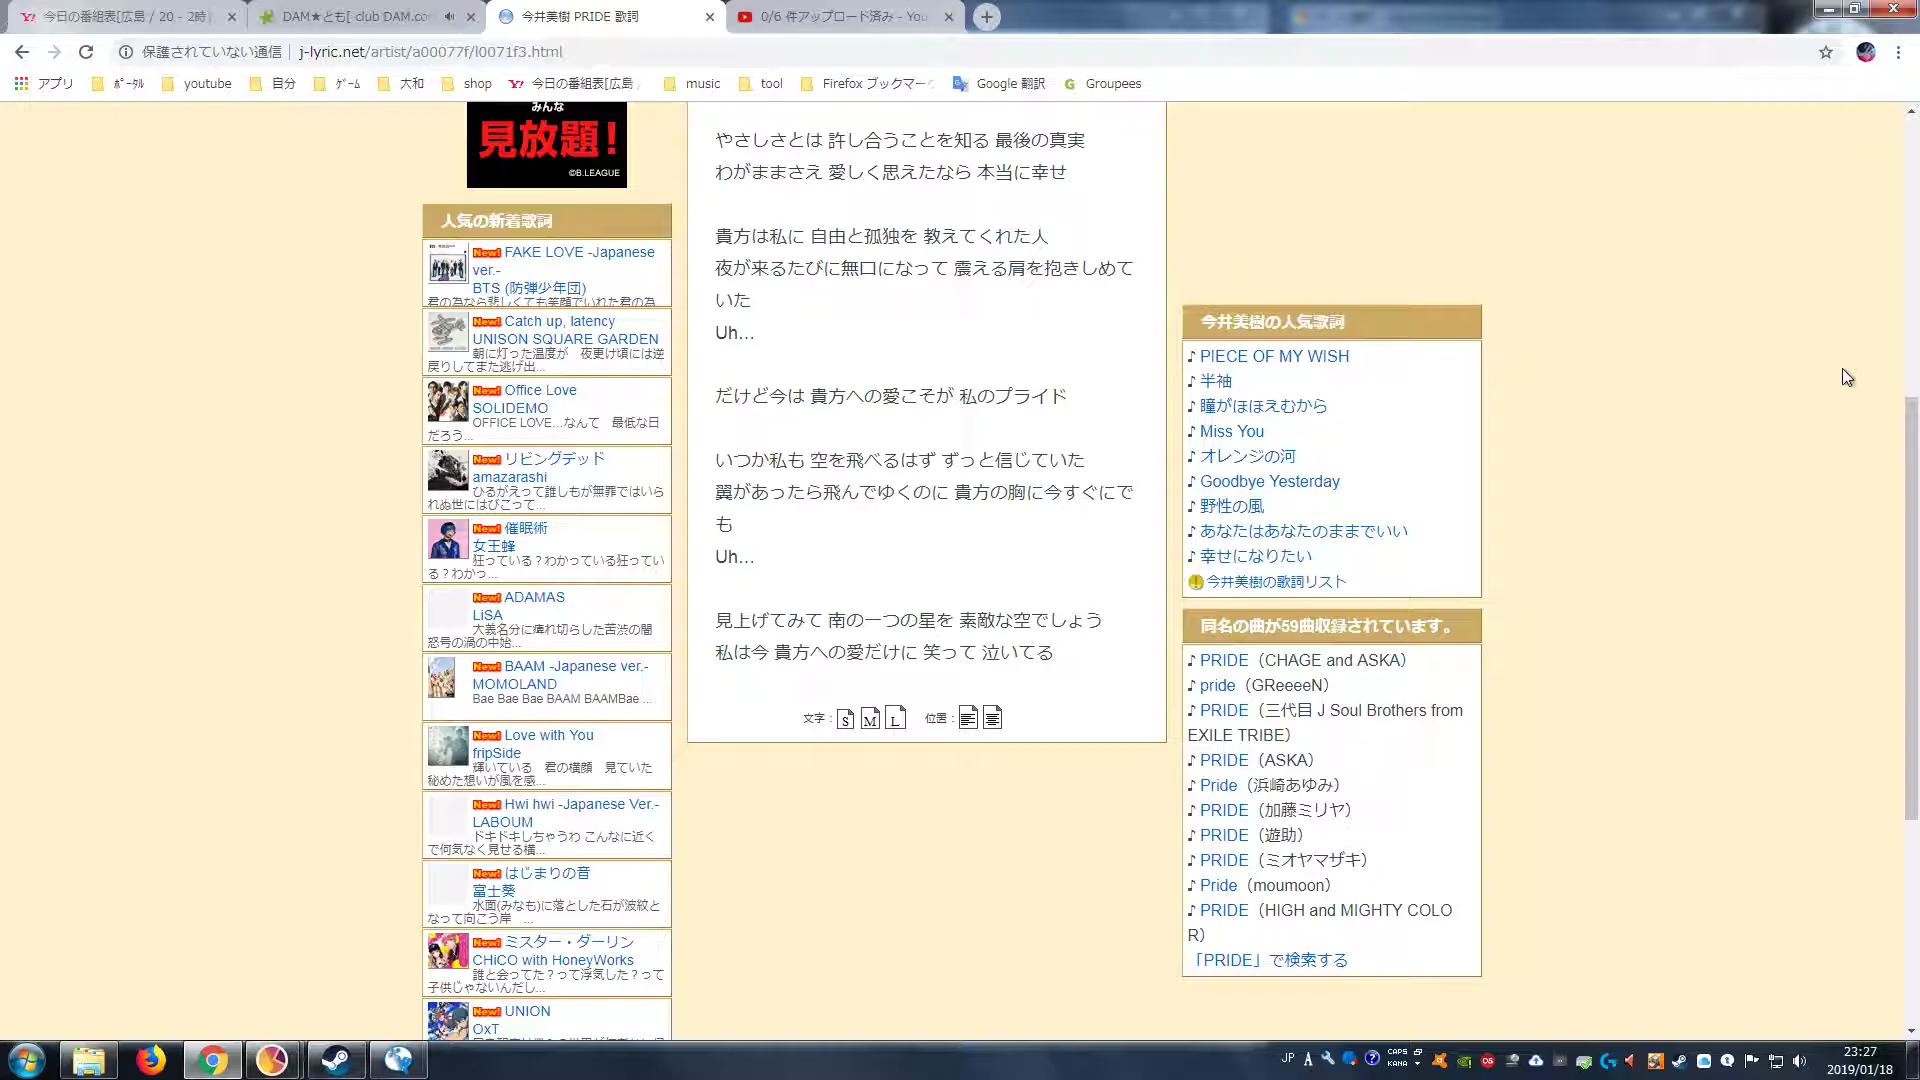 今日の番組表[広島 / 20 - 2時]
DAM★とも[ club DAM.co
今井美樹 PRIDE 歌詞
0/6 件アップロード済み - You
保護されていない通信 | j-lyric.net/artist/a00077f/l0071f3.html
アプリ
ﾎﾟｰﾀﾙ
youtube
自分
ｹﾞｰﾑ
大和
shop
今日の番組表[広島
music
tool
Firefox ブックマーク
Google 翻訳
Groupees
みんな
見放題!
©B.LEAGUE
人気の新着歌詞
New! FAKE LOVE -Japanese
ver.-
BTS (防弾少年団)
君の為なら悲しくても笑顔でいれた君の為
New! Catch up, latency
UNISON SQUARE GARDEN
朝に灯った温度が 夜更け頃には逆
戻りしてまた逃げ出...
New! Office Love
SOLIDEMO
OFFICE LOVE…なんて 最低な日
だろう...
New! リビングデッド
amazarashi
ひるがえって誰しもが無罪ではいら
れぬ世にはびこって...
New! 催眠術
女王蜂
狂っている？わかっている狂ってい
る？わかっ...
New! ADAMAS
LiSA
大義名分に痺れ切らした苦渋の闇
怒号の渦の中始...
New! BAAM -Japanese ver.-
MOMOLAND
Bae Bae Bae BAAM BAAMBae ...
New! Love with You
fripSide
輝いている 君の横顔 見ていた
秘めた想いが風を感...
New! Hwi hwi -Japanese Ver.-
LABOUM
ドキドキしちゃうわ こんなに近く
で何気なく見せる横...
New! はじまりの音
富士葵
水面(みなも)に落とした石が波紋と
なって向こう岸 ...
New! ミスター・ダーリン
CHiCO with HoneyWorks
誰と会ってた？って浮気した？って
子供じゃないんだし...
New! UNION
OxT
やさしさとは 許し合うことを知る 最後の真実
わがままさえ 愛しく思えたなら 本当に幸せ
貴方は私に 自由と孤独を 教えてくれた人
夜が来るたびに無口になって 震える肩を抱きしめて
いた
Uh…
だけど今は 貴方への愛こそが 私のプライド
いつか私も 空を飛べるはず ずっと信じていた
翼があったら飛んでゆくのに 貴方の胸に今すぐにで
も
Uh…
見上げてみて 南の一つの星を 素敵な空でしょう
私は今 貴方への愛だけに 笑って 泣いてる
文字： S M L 位置：
今井美樹の人気歌詞
♪ PIECE OF MY WISH
♪ 半袖
♪ 瞳がほほえむから
♪ Miss You
♪ オレンジの河
♪ Goodbye Yesterday
♪ 野性の風
♪ あなたはあなたのままでいい
♪ 幸せになりたい
今井美樹の歌詞リスト
同名の曲が59曲収録されています。
♪ PRIDE（CHAGE and ASKA）
♪ pride（GReeeeN）
♪ PRIDE（三代目 J Soul Brothers from
EXILE TRIBE）
♪ PRIDE（ASKA）
♪ Pride（浜崎あゆみ）
♪ PRIDE（加藤ミリヤ）
♪ PRIDE（遊助）
♪ PRIDE（ミオヤマザキ）
♪ Pride（moumoon）
♪ PRIDE（HIGH and MIGHTY COLO
R）
「PRIDE」で検索する
JP A
CAPS
KANA
23:27
2019/01/18